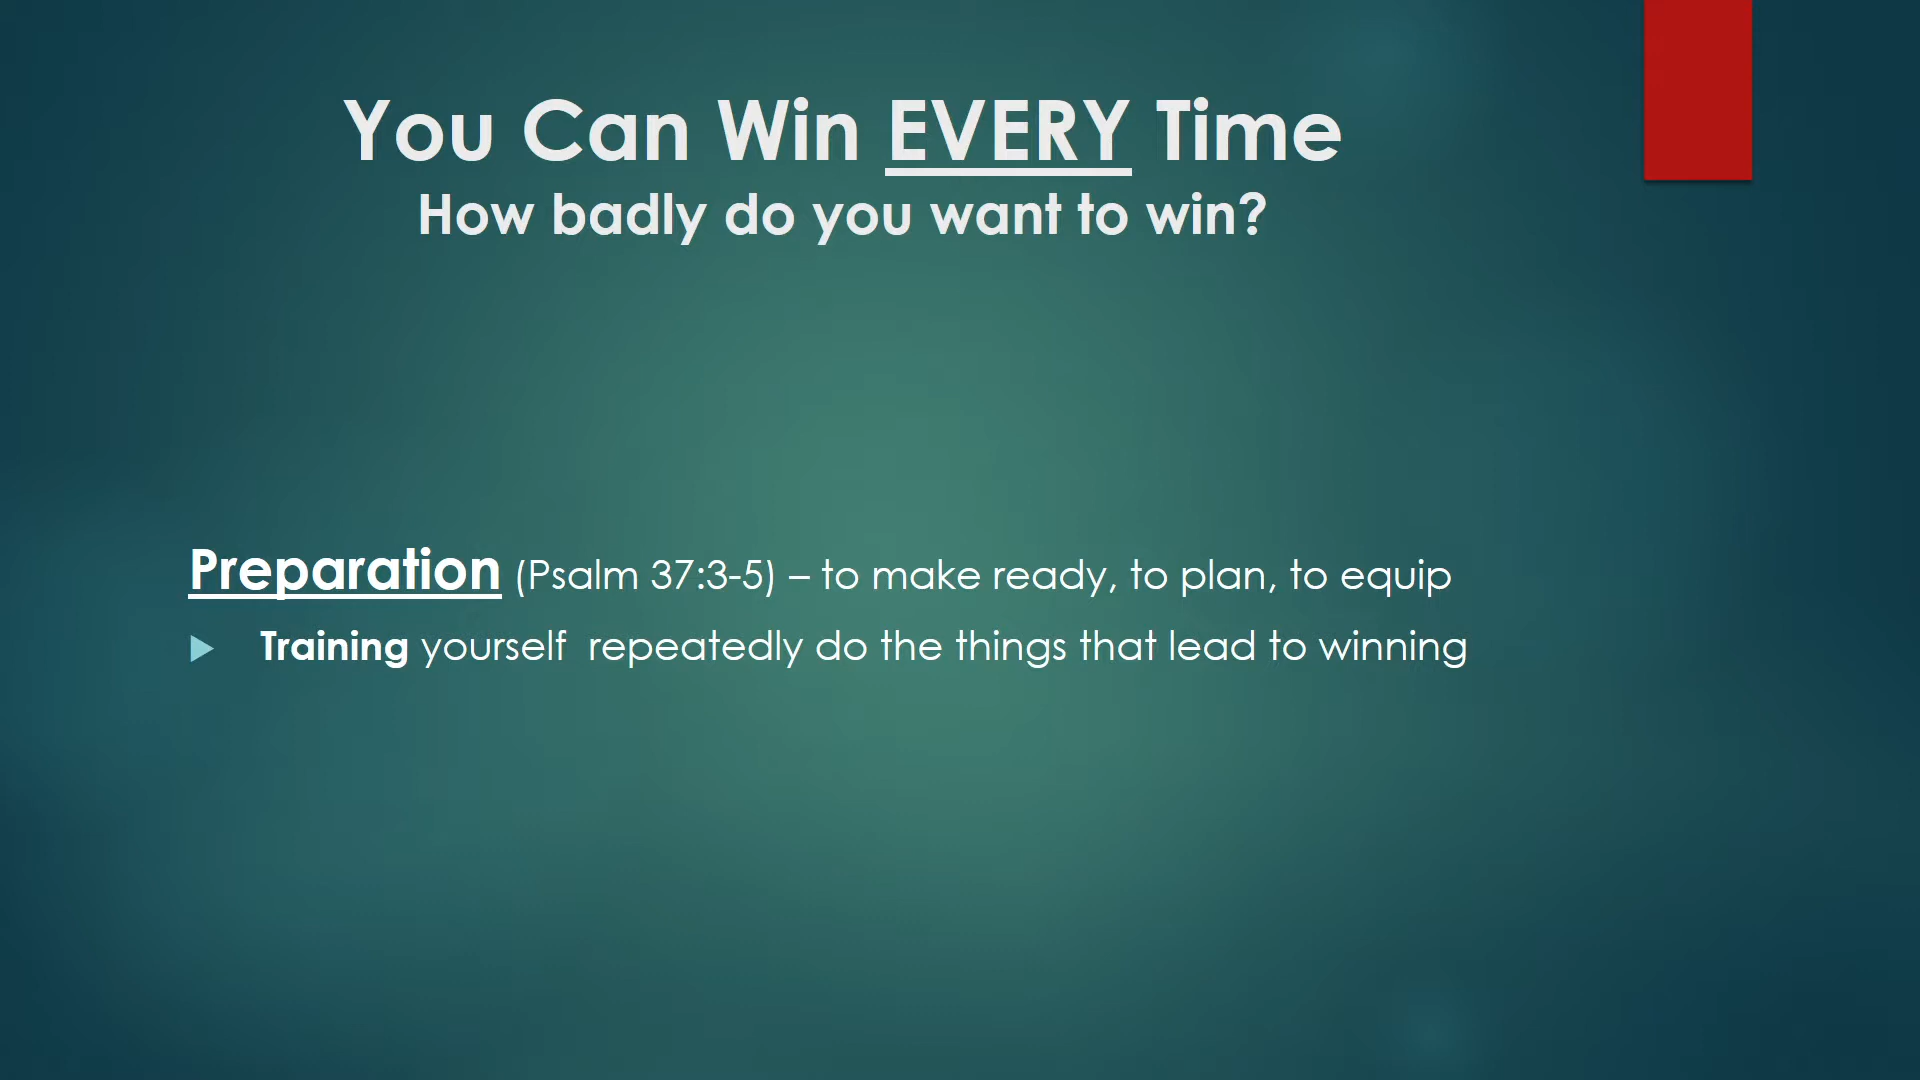 You Can Win EVERY Time
How badly do you want to win?
Preparation (Psalm 37:3-5) – to make ready, to plan, to equip
Training yourself  repeatedly do the things that lead to winning